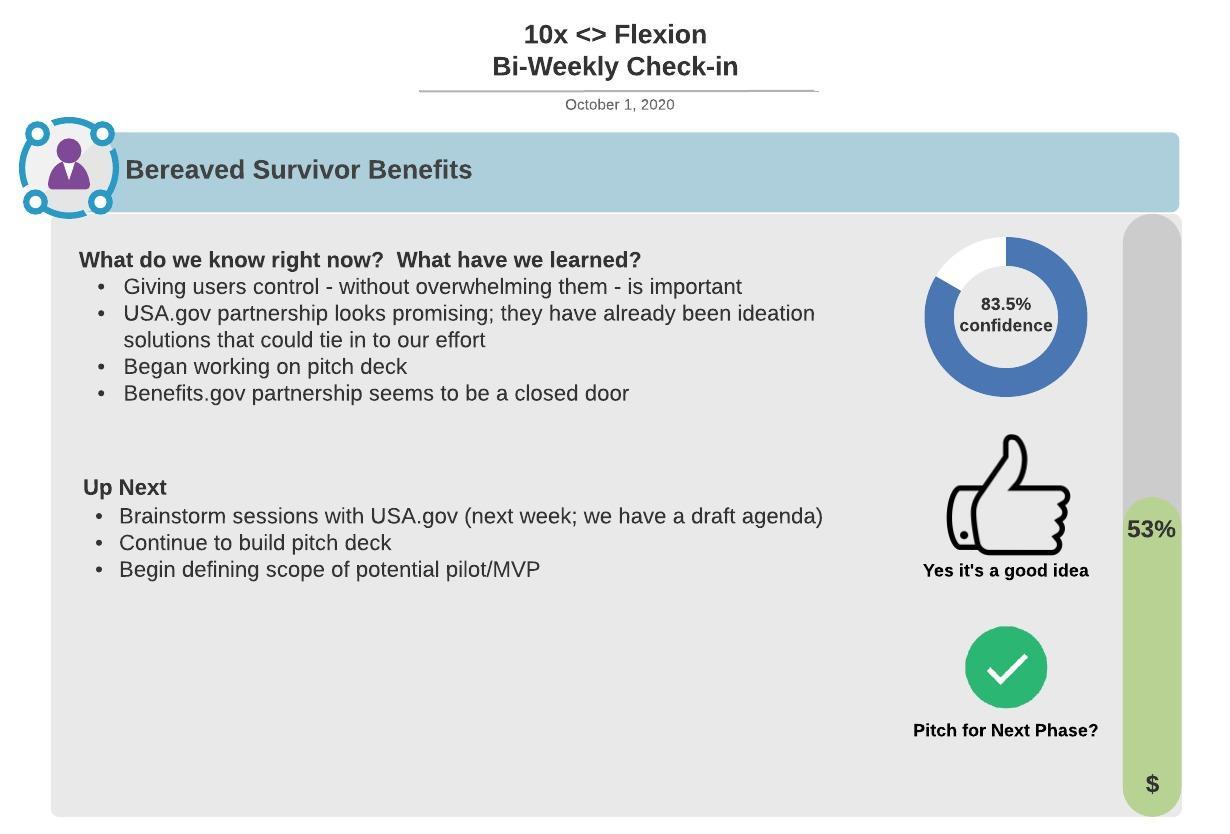 10x <> Flexion
Bi-Weekly Check-in
October 1, 2020
Bereaved Survivor Benefits
What do we know right now?  What have we learned?
• Giving users control - without overwhelming them - is important
• USA.gov partnership looks promising; they have already been ideation
solutions that could tie in to our effort
• Began working on pitch deck
• Benefits.gov partnership seems to be a closed door
Up Next
• Brainstorm sessions with USA.gov (next week; we have a draft agenda)
• Continue to build pitch deck
• Begin defining scope of potential pilot/MVP
83.5%
confidence
Yes it's a good idea
Pitch for Next Phase?
53%
$